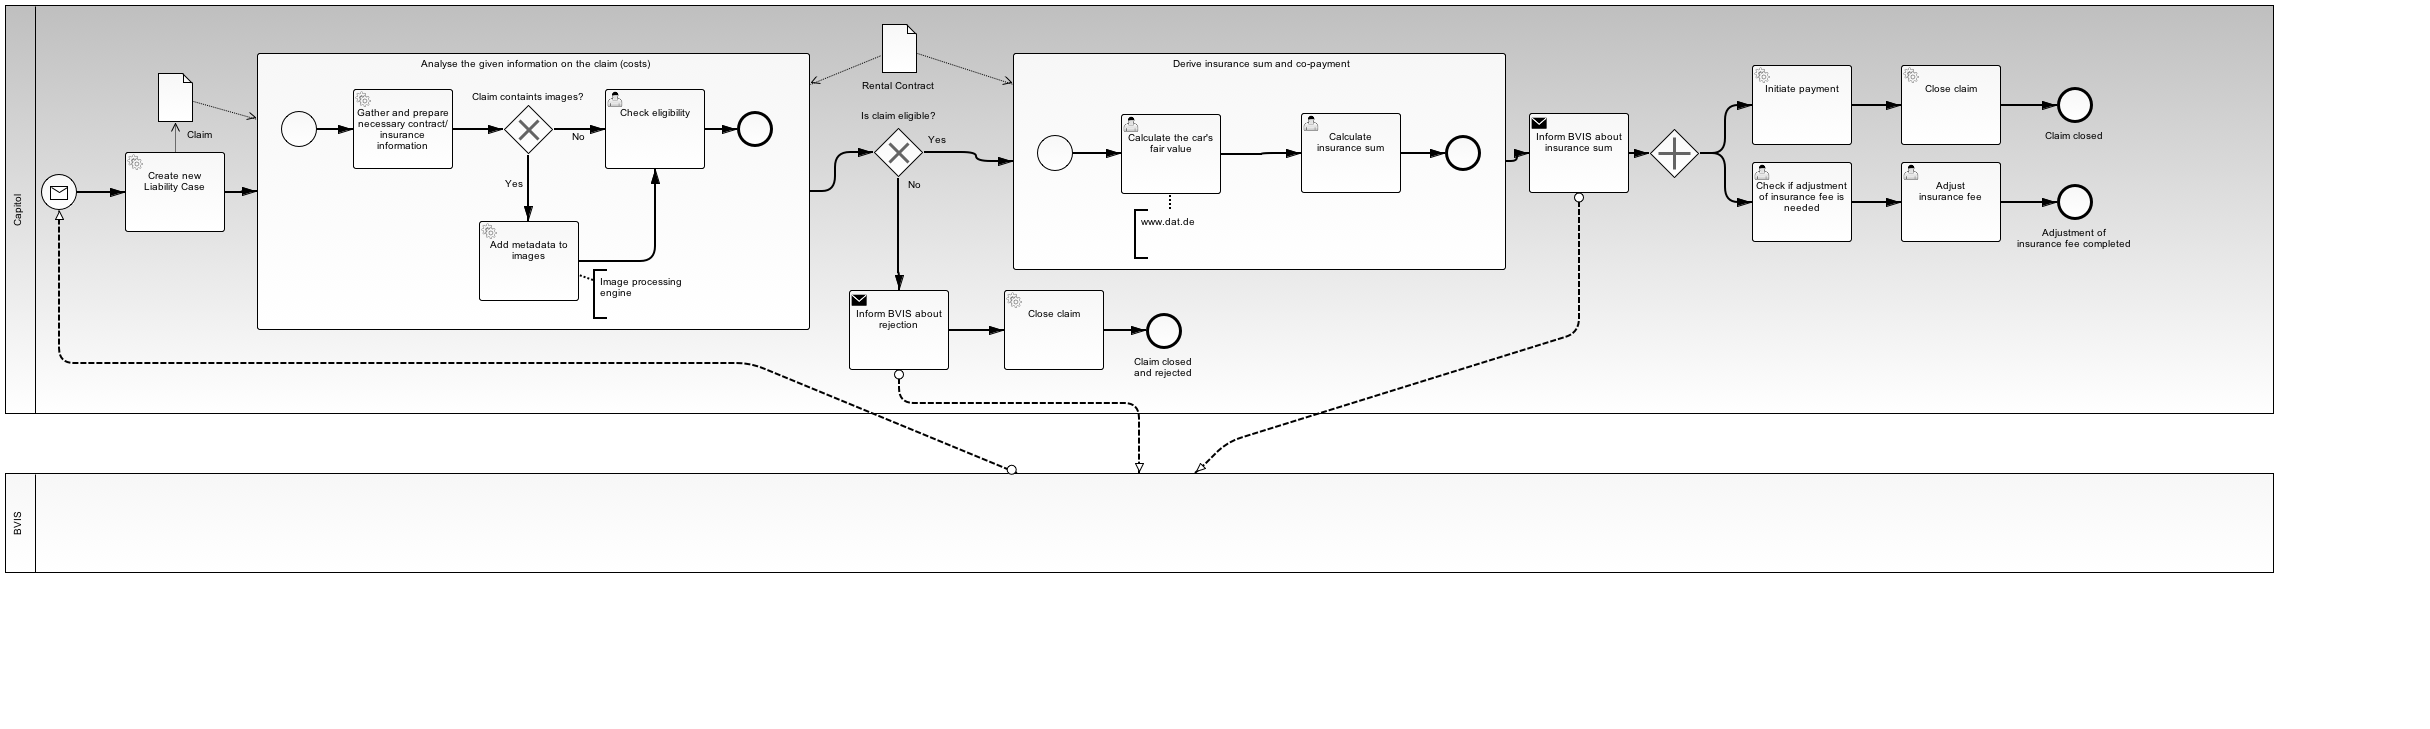 Capitol
Claim
Create new
Liability Case
Analyse the given information on the claim (costs)
Gather and prepare
necessary contract/
insurance
information
Claim containts images?
No
Yes
Check eligibility
Add metadata to
images
Image processing
engine
Rental Contract
Is claim eligible?
Yes
No
Inform BVIS about
rejection
Close claim
Claim closed
and rejected
Derive insurance sum and co-payment
Calculate the car's
fair value
www.dat.de
Calculate
insurance sum
Inform BVIS about
insurance sum
Initiate payment
Close claim
Claim closed
Check if adjustment
of insurance fee is
needed
Adjust
insurance fee
Adjustment of
insurance fee completed
BVIS